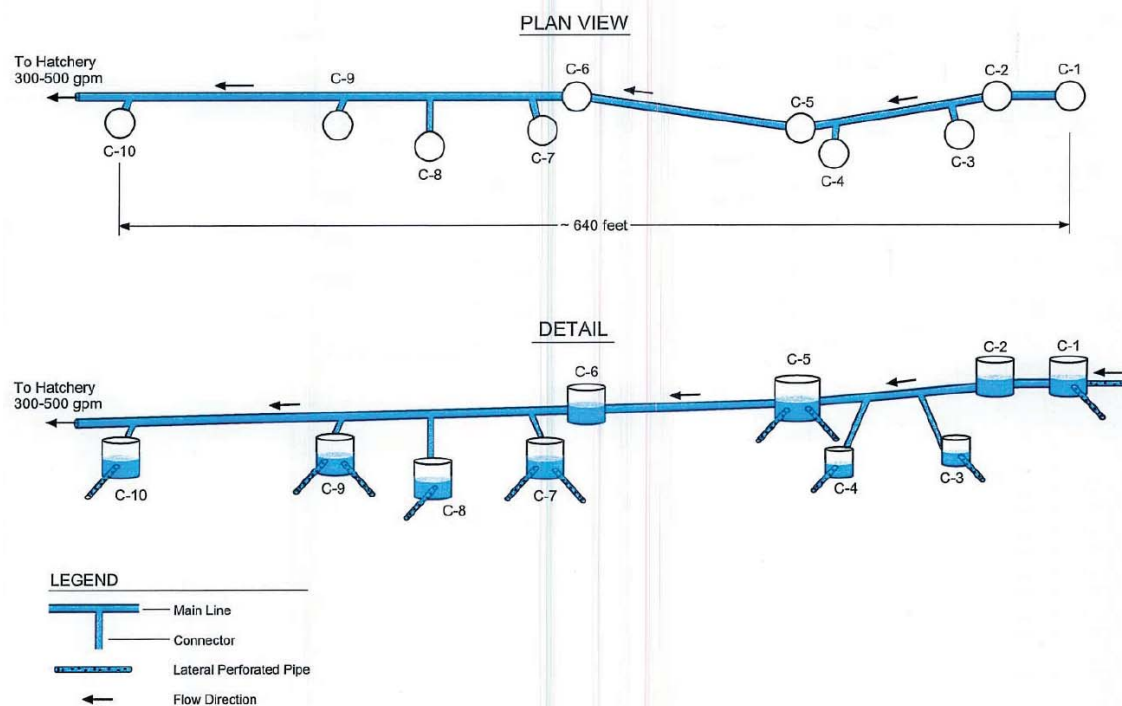 PLAN VIEW
To Hatchery
300-500 gpm
C-9
C-6
C-2
C-1
C-5
C-10
C-8
C-7
C-4
C-3
~ 640 feet
DETAIL
To Hatchery
300-500 gpm
C-6
C-5
C-2
C-1
C-10
C-9
C-8
C-7
C-4
C-3
LEGEND
Main Line
Connector
Lateral Perforated Pipe
Flow Direction